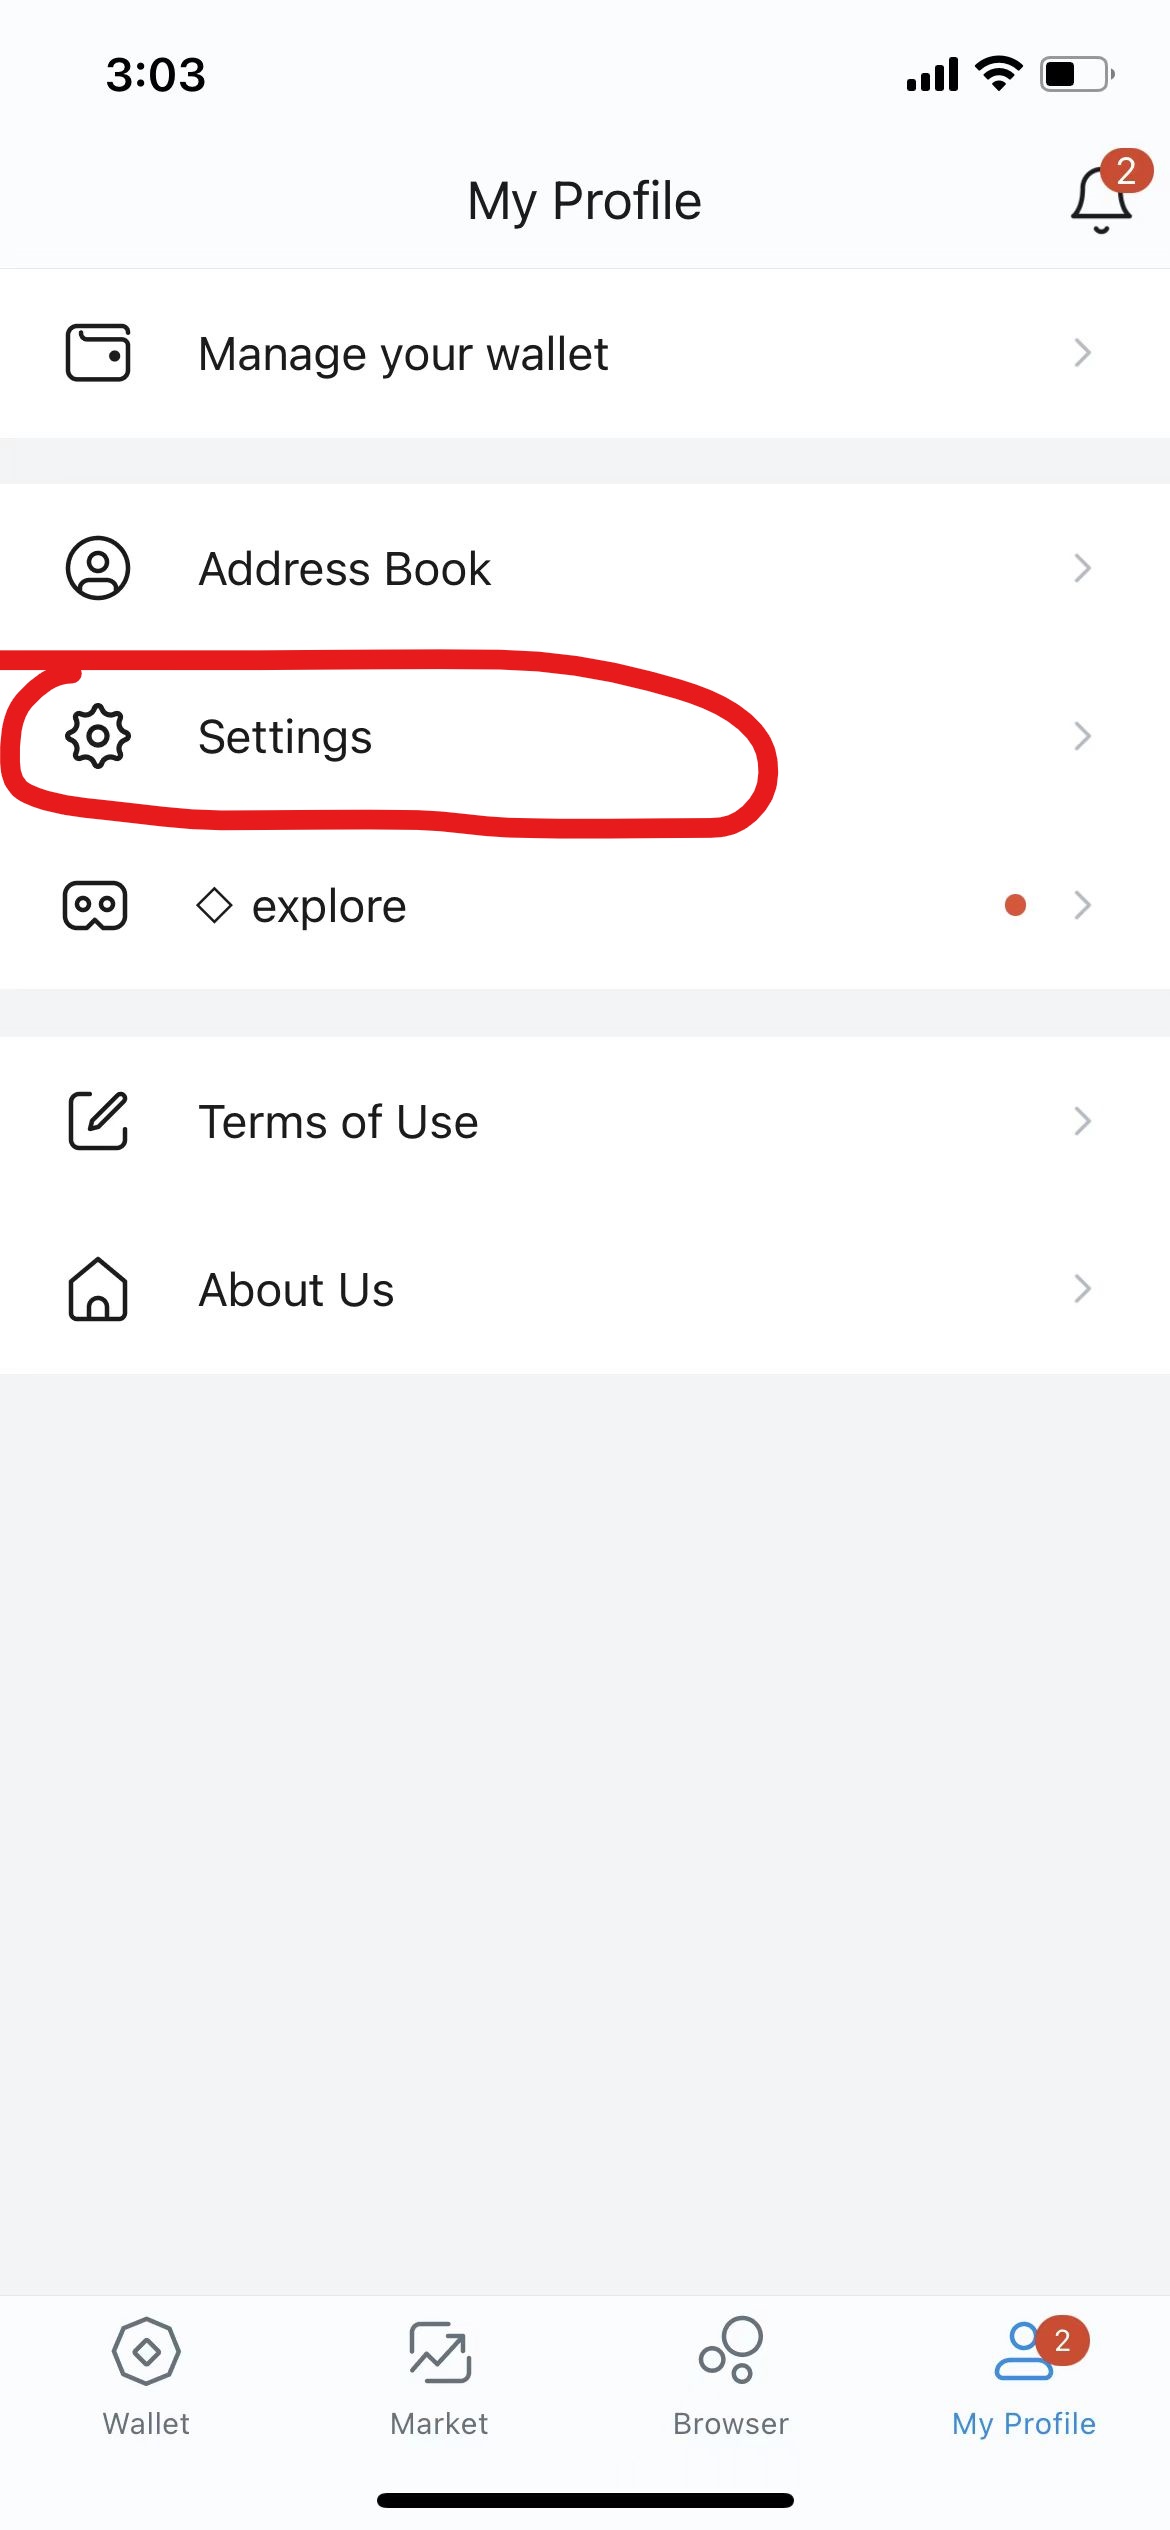 3:03
My Profile
2
Manage your wallet
Address Book
Settings
explore
Terms of Use
About Us
2
Wallet
Market
Browser
My Profile